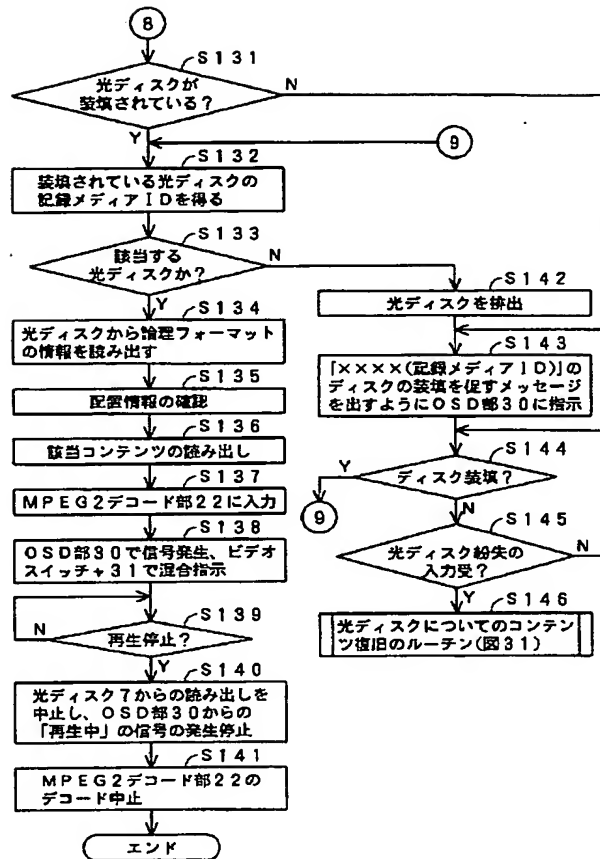 8
S131
光ディスクが
装填されている?
N
Y
9
S132
装填されている光ディスクの
記録メディアIDを得る
S133
該当する
光ディスクか?
N
Y
S134
光ディスクから論理フォーマット
の情報を読み出す
S135
配置情報の確認
S136
該当コンテンツの読み出し
S137
MPEG2デコード部22に入力
S138
OSD部30で信号発生、ビデオ
スイッチャ31で混合指示
S139
再生停止?
N
Y
S140
光ディスク7からの読み出しを
中止し、OSD部30からの
「再生中」の信号の発生停止
S141
MPEG2デコード部22の
デコード中止
エンド
S142
光ディスクを排出
S143
「××××(記録メディアID)」の
ディスクの装填を促すメッセージ
を出すようにOSD部30に指示
S144
ディスク装填?
Y
9
N
S145
光ディスク紛失の
入力受?
N
Y
S146
光ディスクについてのコンテン
ツ復旧のルーチン(図31)